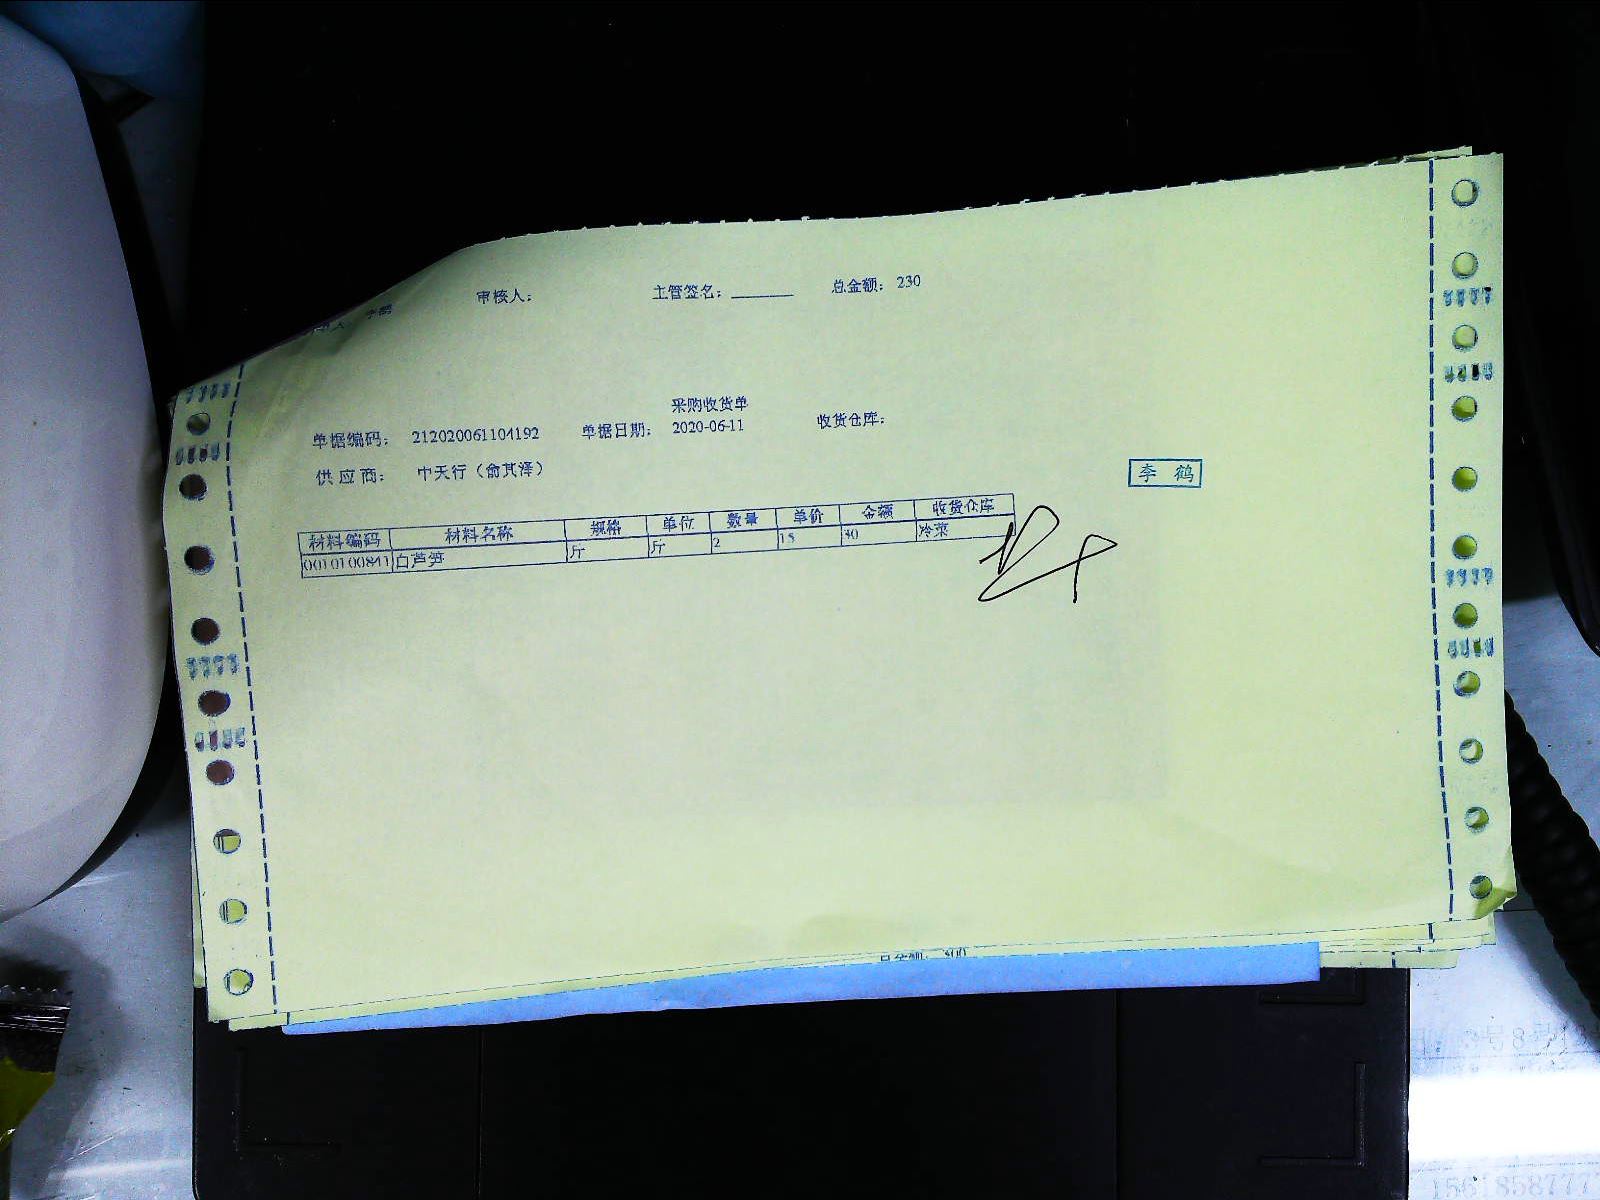 审核人： 主管签名：________ 总金额： 230
采购收货单
单据编码： 212020061104192 单据日期： 2020-06-11 收货仓库：
供 应 商： 中天行（俞其泽）
李 鹤
材料编码 材料名称 规格 单位 数量 单价 金额 收货仓库
0010100841 白芦笋 斤 斤 2 15 30 冷菜